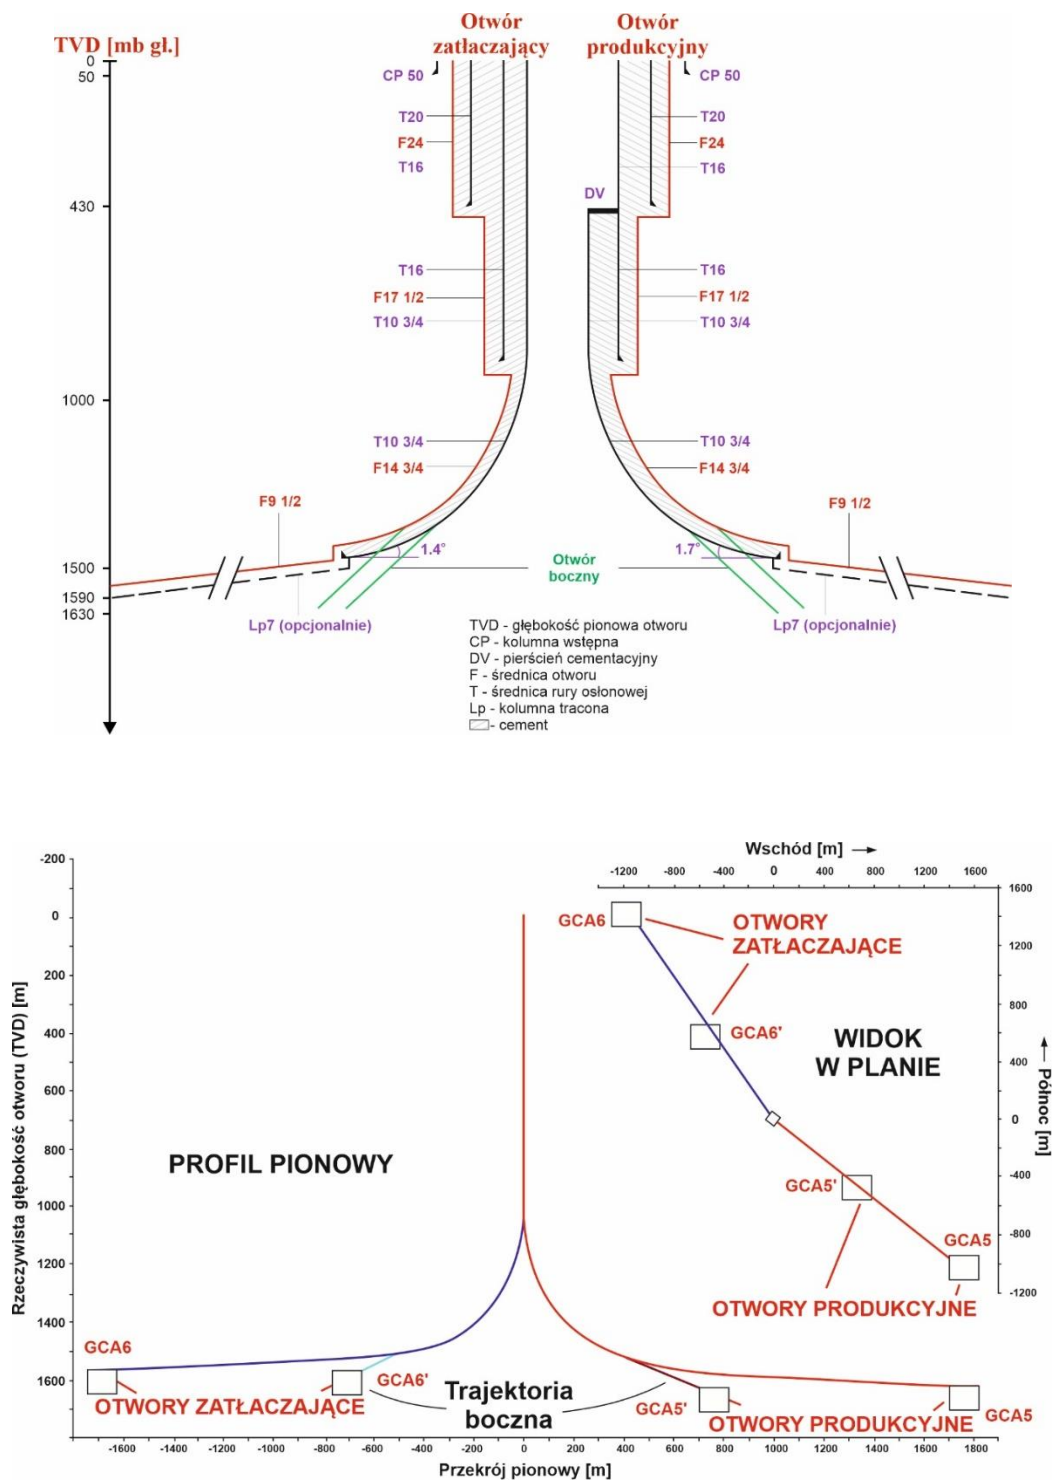 TVD [mb gł.]
Otwór
zatłaczający
Otwór
produkcyjny
0
50
430
1000
1500
1590
1630
CP 50
T20
F24
T16
T16
F17 1/2
T10 3/4
T10 3/4
F14 3/4
F9 1/2
1.4°
Lp7 (opcjonalnie)
CP 50
T20
F24
T16
DV
T16
F17 1/2
T10 3/4
T10 3/4
F14 3/4
F9 1/2
1.7°
Otwór
boczny
Lp7 (opcjonalnie)
TVD - głębokość pionowa otworu
CP - kolumna wstępna
DV - pierścień cementacyjny
F - średnica otworu
T - średnica rury osłonowej
Lp - kolumna tracona
- cement
Wschód [m]
-1200 -800 -400 0 400 800 1200 1600
1600
1200
800
400
0
-400
-800
-1200
Północ [m]
GCA6
OTWORY
ZATŁACZAJĄCE
GCA6'
WIDOK
W PLANIE
GCA5'
GCA5
OTWORY PRODUKCYJNE
Rzeczywista głębokość otworu (TVD) [m]
-200
0
200
400
600
800
1000
1200
1400
1600
PROFIL PIONOWY
GCA6
OTWORY ZATŁACZAJĄCE
GCA6'
Trajektoria
boczna
GCA5'
OTWORY PRODUKCYJNE
GCA5
-1600 -1400 -1200 -1000 -800 -600 -400 -200 0 200 400 600 800 1000 1200 1400 1600 1800
Przekrój pionowy [m]